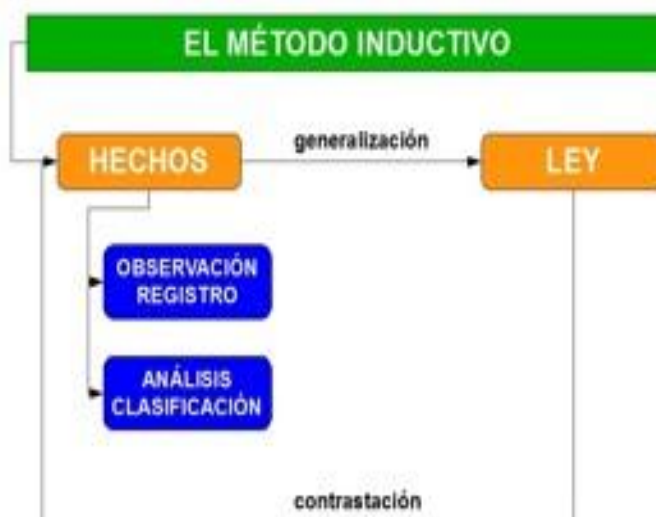 EL MÉTODO INDUCTIVO
generalización
HECHOS
LEY
OBSERVACIÓN
REGISTRO
ANÁLISIS
CLASIFICACIÓN
contrastación